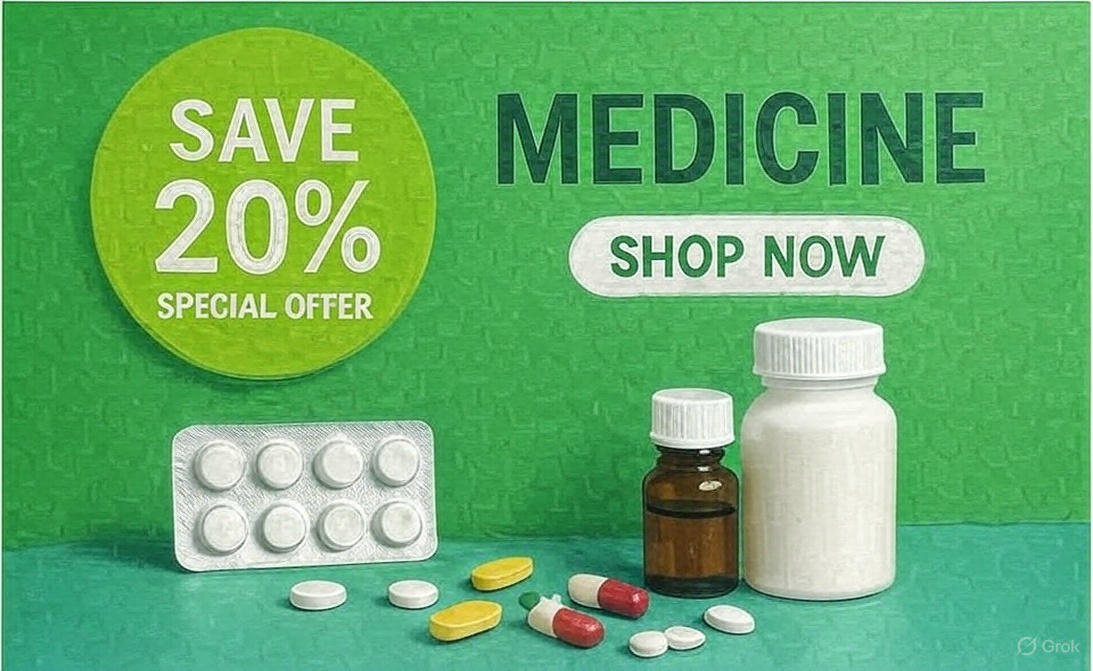 SAVE
20%
SPECIAL OFFER
MEDICINE
SHOP NOW
Grok